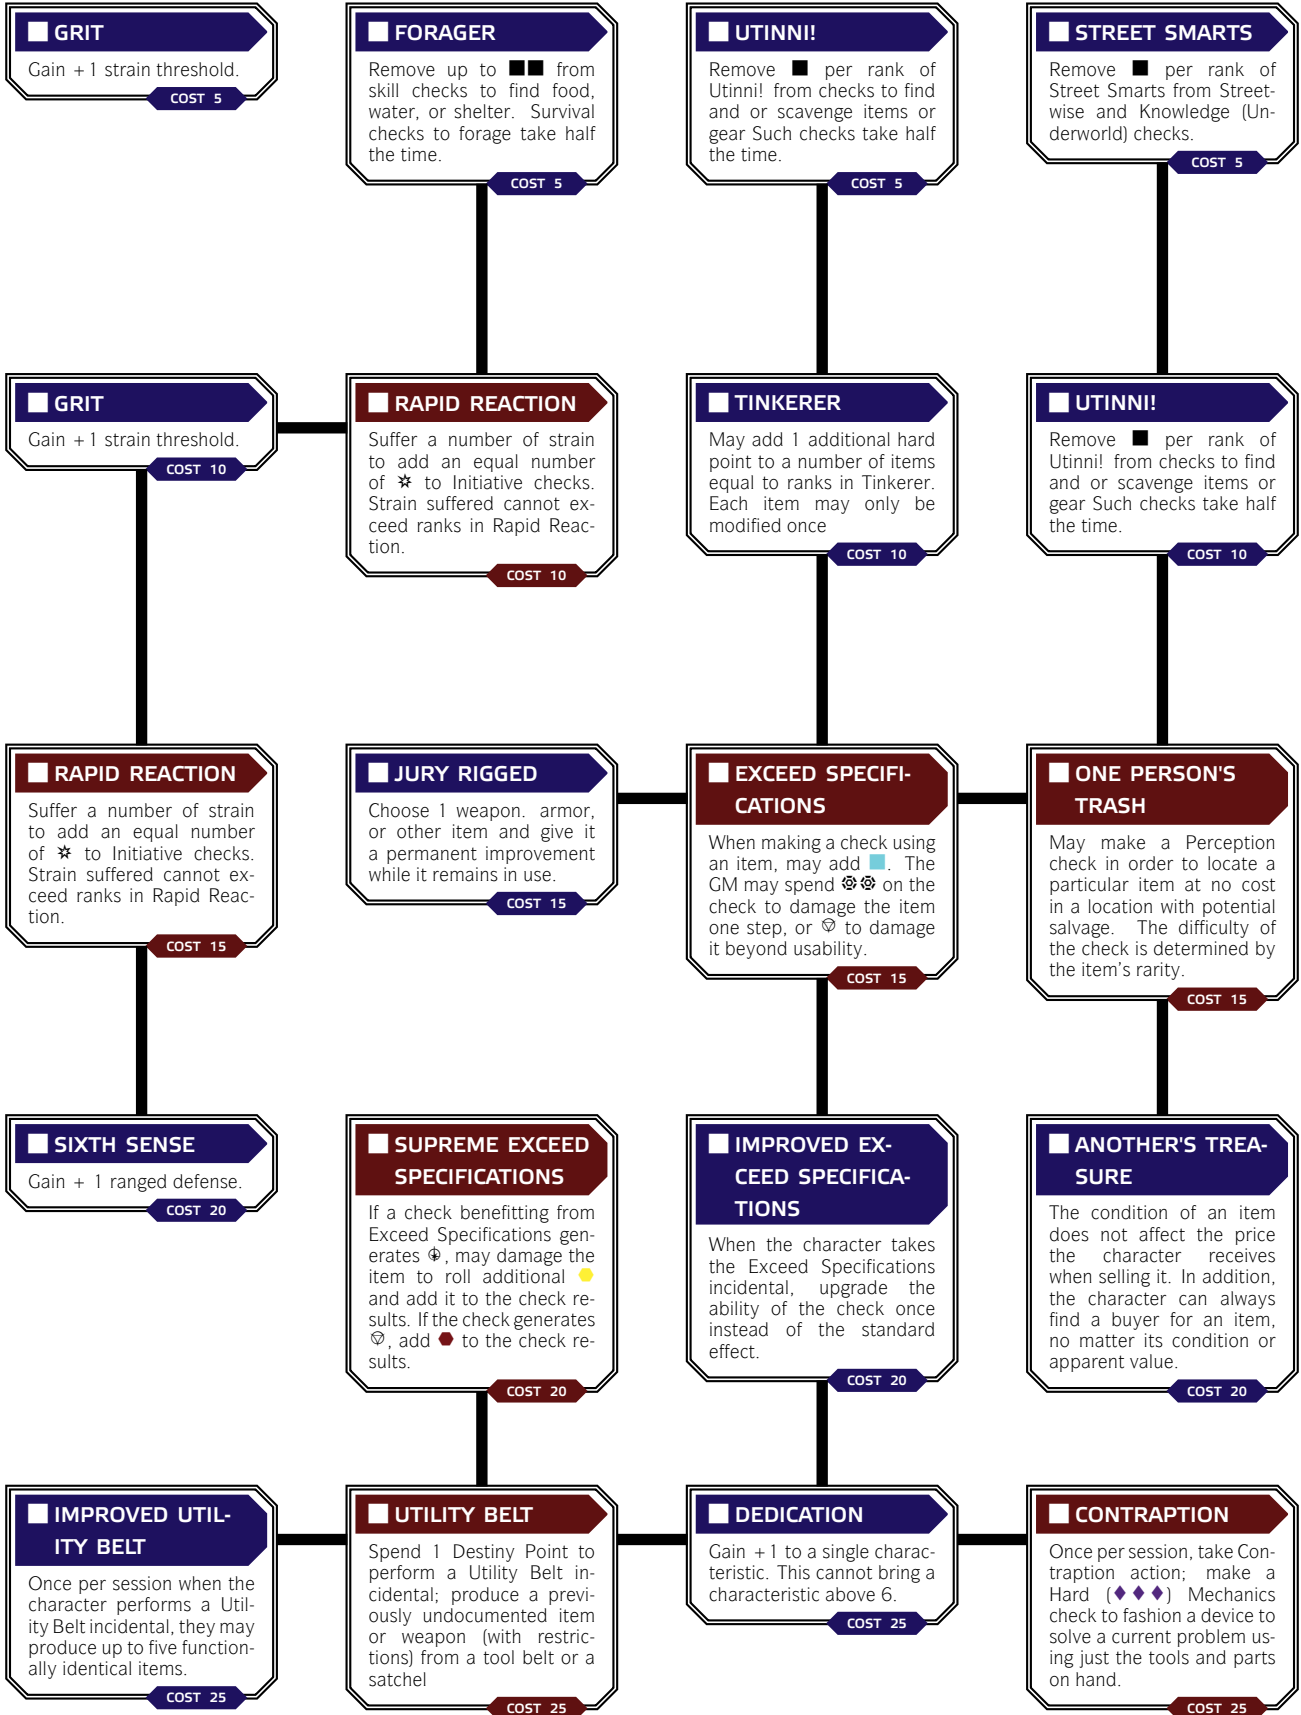 GRIT
Gain +1 strain threshold.
COST 5
FORAGER
Remove up to ■■ from
skill checks to find food,
water, or shelter. Survival
checks to forage take half
the time.
COST 5
UTINNI!
Remove ■ per rank of
Utinni! from checks to find
and or scavenge items or
gear Such checks take half
the time.
COST 5
STREET SMARTS
Remove ■ per rank of
Street Smarts from Street-
wise and Knowledge (Un-
derworld) checks.
COST 5
GRIT
Gain +1 strain threshold.
COST 10
RAPID REACTION
Suffer a number of strain
to add an equal number
of to Initiative checks.
Strain suffered cannot ex-
ceed ranks in Rapid Reac-
tion.
COST 10
TINKERER
May add 1 additional hard
point to a number of items
equal to ranks in Tinkerer.
Each item may only be
modified once
COST 10
UTINNI!
Remove ■ per rank of
Utinni! from checks to find
and or scavenge items or
gear Such checks take half
the time.
COST 10
RAPID REACTION
Suffer a number of strain
to add an equal number
of to Initiative checks.
Strain suffered cannot ex-
ceed ranks in Rapid Reac-
tion.
COST 15
JURY RIGGED
Choose 1 weapon. armor,
or other item and give it
a permanent improvement
while it remains in use.
COST 15
EXCEED SPECIFI-
CATIONS
When making a check using
an item, may add ■. The
GM may spend on the
check to damage the item
one step, or to damage
it beyond usability.
COST 15
ONE PERSON'S
TRASH
May make a Perception
check in order to locate a
particular item at no cost
in a location with potential
salvage. The difficulty of
the check is determined by
the item's rarity.
COST 15
SIXTH SENSE
Gain + 1 ranged defense.
COST 20
SUPREME EXCEED
SPECIFICATIONS
If a check benefitting from
Exceed Specifications gen-
erates , may damage the
item to roll additional ⬢
and add it to the check re-
sults. If the check generates
, add ⬢ to the check re-
sults.
COST 20
IMPROVED EX-
CEED SPECIFICA-
TIONS
When the character takes
the Exceed Specifications
incidental, upgrade the
ability of the check once
instead of the standard
effect.
COST 20
ANOTHER'S TREA-
SURE
The condition of an item
does not affect the price
the character receives
when selling it. In addition,
the character can always
find a buyer for an item,
no matter its condition or
apparent value.
COST 20
IMPROVED UTIL-
ITY BELT
Once per session when the
character performs a Util-
ity Belt incidental, they may
produce up to five function-
ally identical items.
COST 25
UTILITY BELT
Spend 1 Destiny Point to
perform a Utility Belt in-
cidental; produce a previ-
ously undocumented item
or weapon (with restric-
tions) from a tool belt or a
satchel
COST 25
DEDICATION
Gain +1 to a single charac-
teristic. This cannot bring a
characteristic above 6.
COST 25
CONTRAPTION
Once per session, take Con-
traption action; make a
Hard (♦♦♦) Mechanics
check to fashion a device to
solve a current problem us-
ing just the tools and parts
on hand.
COST 25